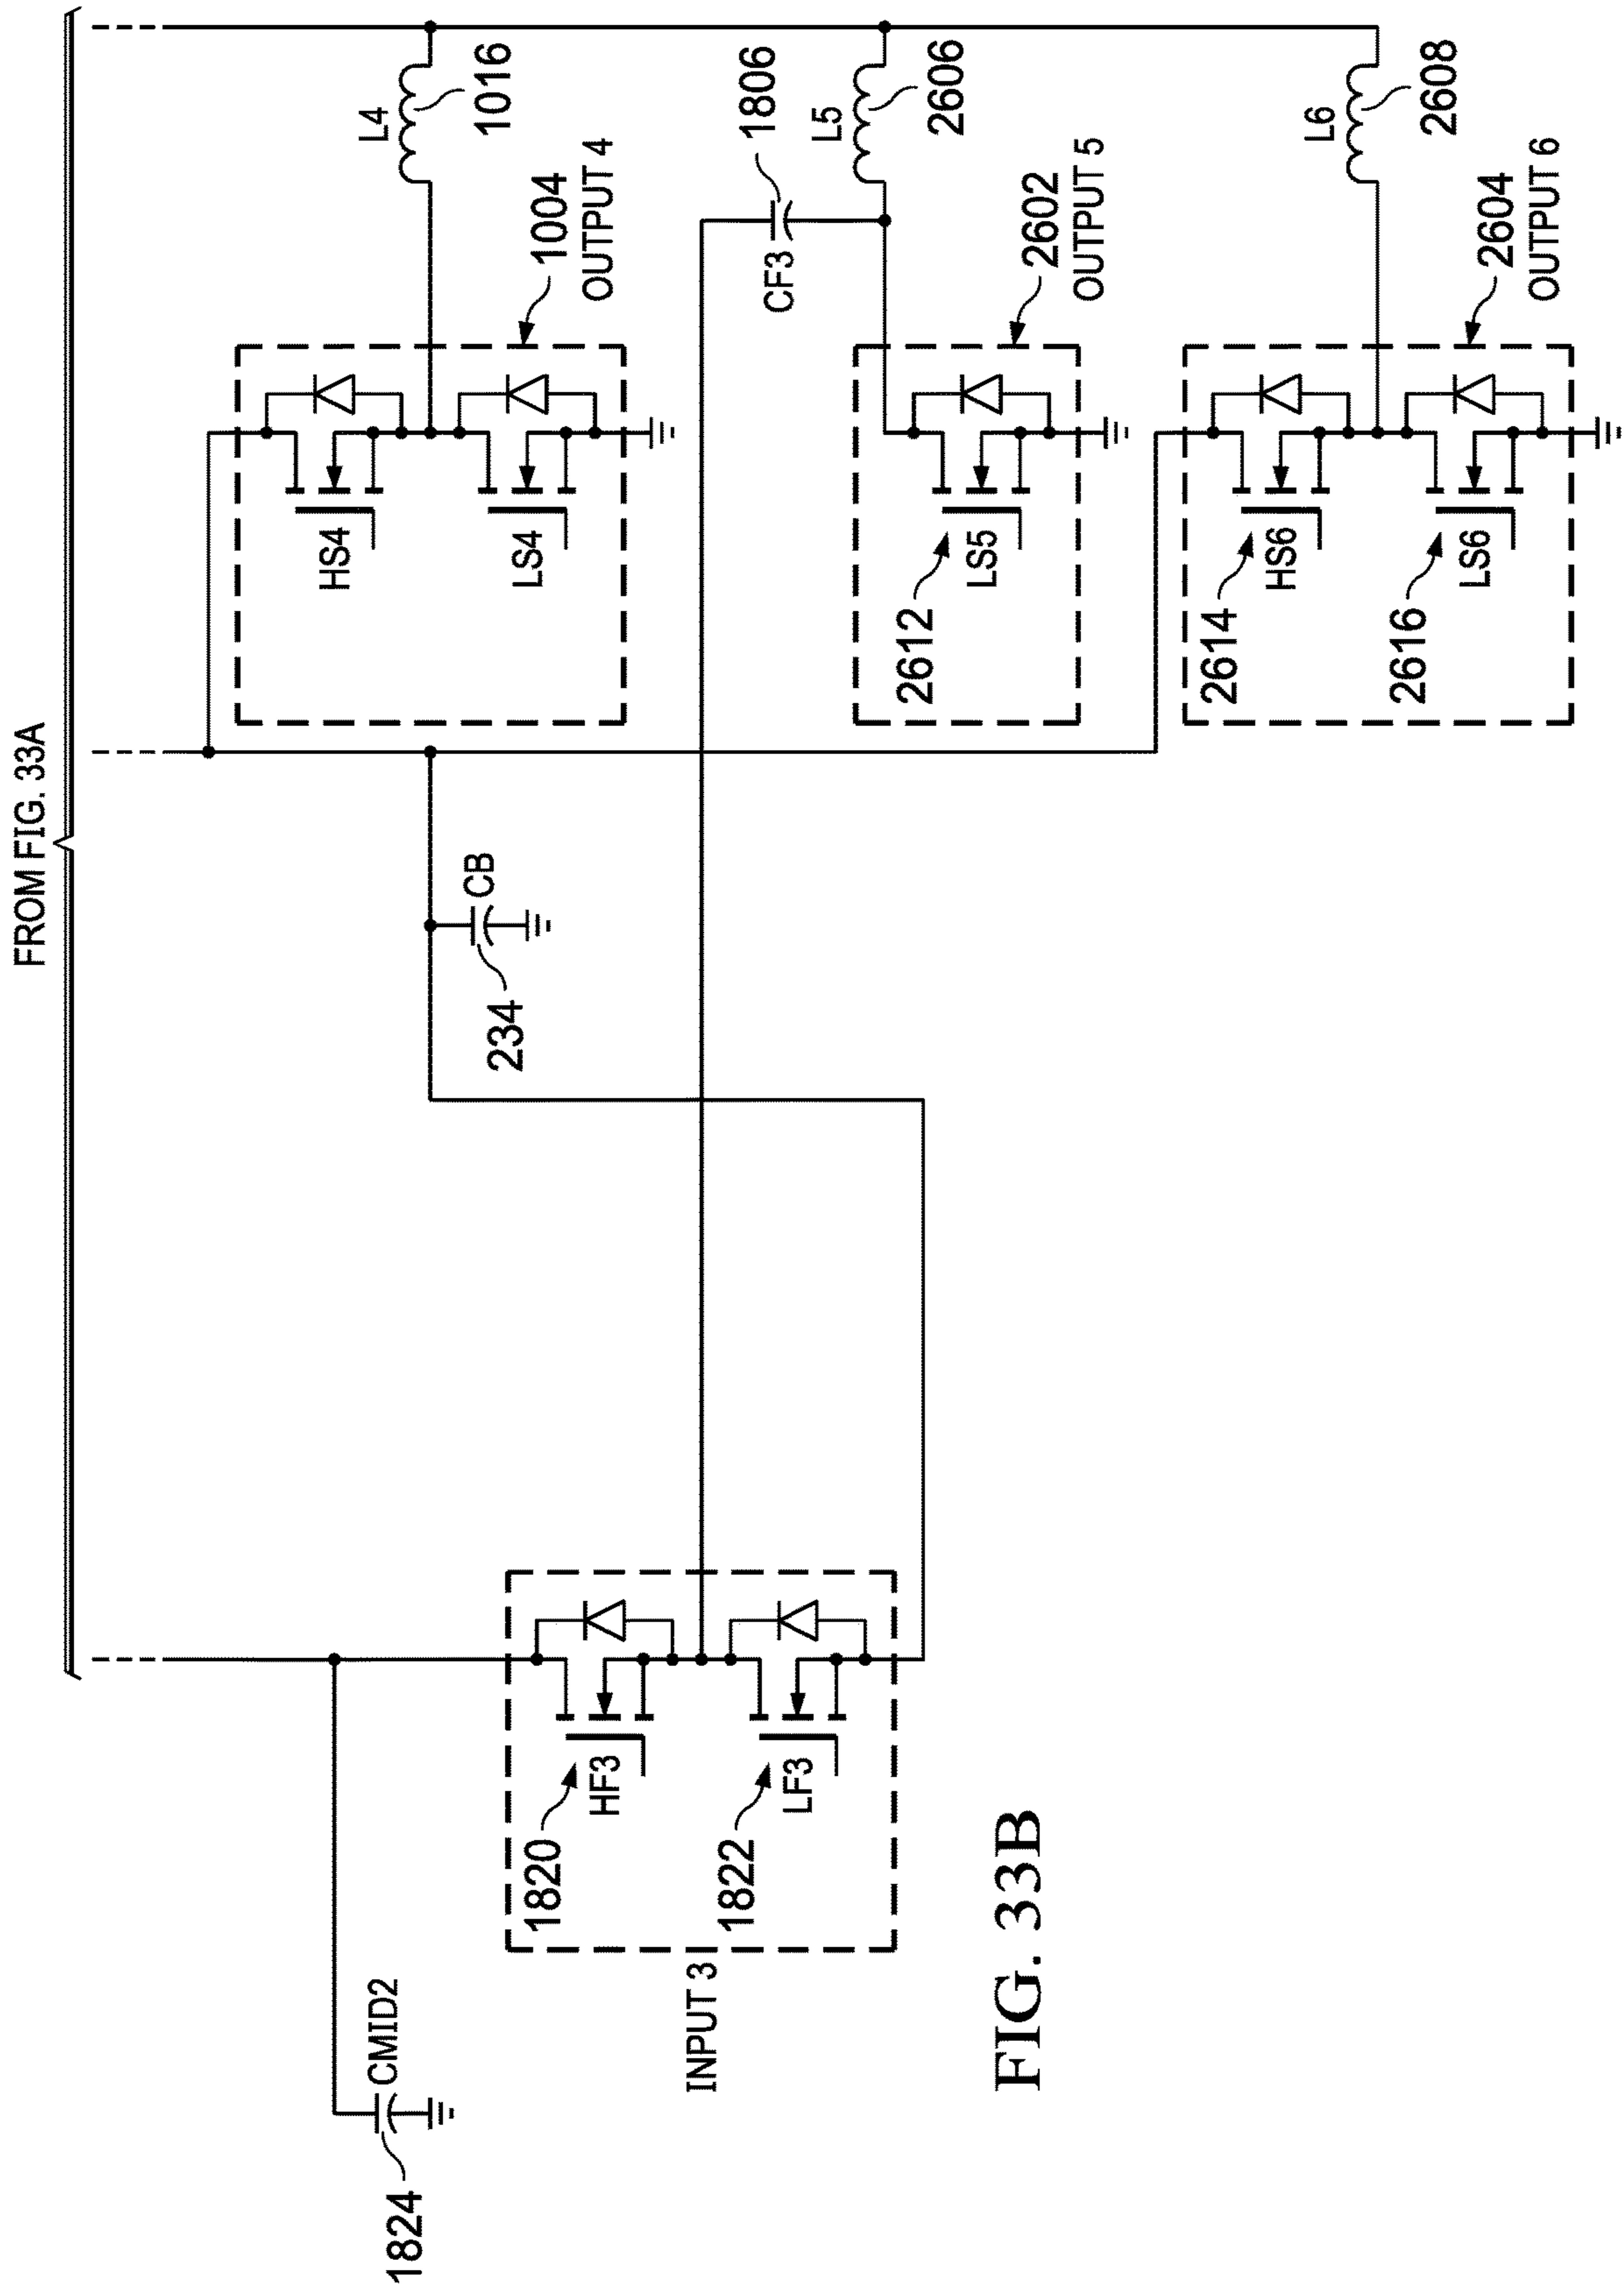 FROM FIG. 33A
L4
1016
1004
OUTPUT 4
HS4
LS4
1806
CF3
L5
2606
2602
OUTPUT 5
2612
LS5
L6
2608
2604
OUTPUT 6
2614
HS6
2616
LS6
CB
234
1820
HF3
1822
LF3
INPUT 3
CMID2
1824
FIG. 33B